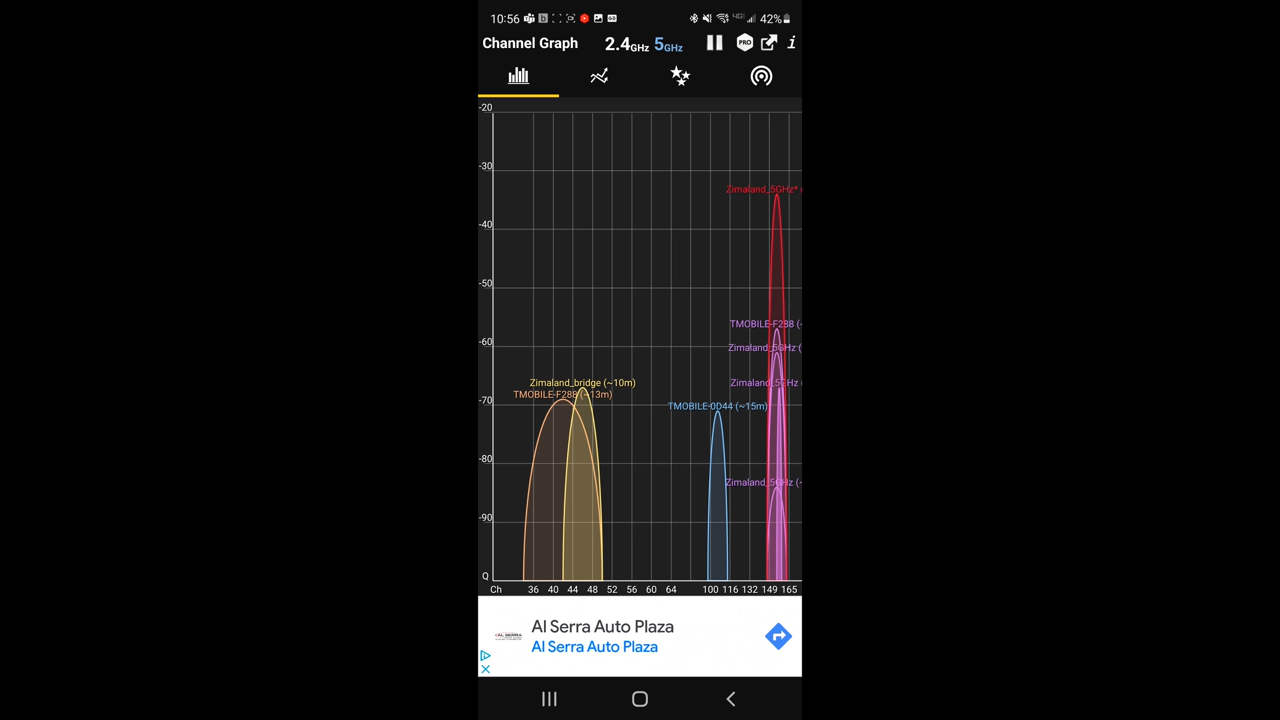 10:56 42%
Channel Graph 2.4GHz 5GHz PRO i
-20
-30
Zimaland_5GHz*
-40
-50
TMOBILE-F288 (~
-60
Zimaland_5GHz (
Zimaland_bridge (~10m) Zimaland_5GHz
TMOBILE-F288 (~13m)
-70
TMOBILE-0D44 (~15m)
-80
Zimaland_5GHz (~
-90
Q
Ch 36 40 44 48 52 56 60 64 100 116 132 149 165
Al Serra Auto Plaza
Al Serra Auto Plaza